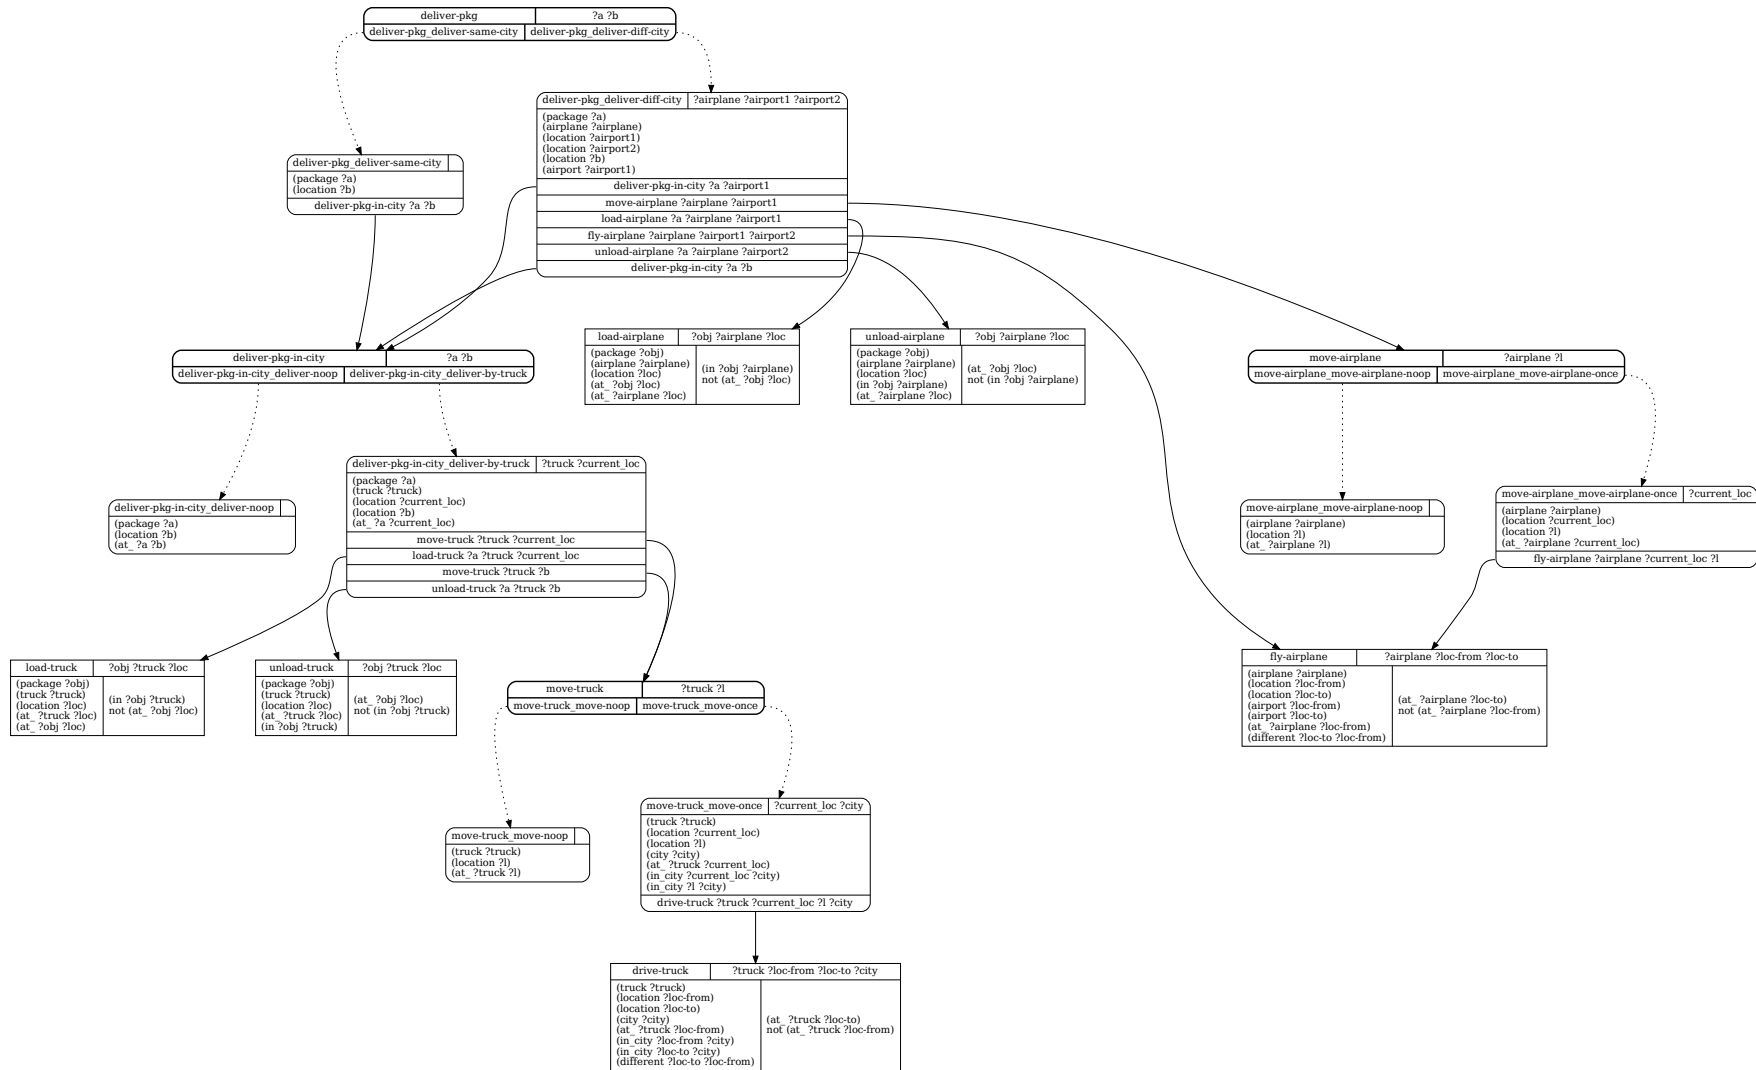 deliver-pkg ?a ?b
deliver-pkg_deliver-same-city deliver-pkg_deliver-diff-city
deliver-pkg_deliver-diff-city ?airplane ?airport1 ?airport2
(package ?a)
(airplane ?airplane)
(location ?airport1)
(location ?airport2)
(location ?b)
(airport ?airport1)
deliver-pkg-in-city ?a ?airport1
move-airplane ?airplane ?airport1
load-airplane ?a ?airplane ?airport1
fly-airplane ?airplane ?airport1 ?airport2
unload-airplane ?a ?airplane ?airport2
deliver-pkg-in-city ?a ?b
deliver-pkg_deliver-same-city
(package ?a)
(location ?b)
deliver-pkg-in-city ?a ?b
deliver-pkg-in-city ?a ?b
deliver-pkg-in-city_deliver-noop deliver-pkg-in-city_deliver-by-truck
load-airplane ?obj ?airplane ?loc
(package ?obj)
(airplane ?airplane)
(location ?loc)
(at_ ?obj ?loc)
(at_ ?airplane ?loc)
(in ?obj ?airplane)
not (at_ ?obj ?loc)
unload-airplane ?obj ?airplane ?loc
(package ?obj)
(airplane ?airplane)
(location ?loc)
(in ?obj ?airplane)
(at_ ?airplane ?loc)
(at_ ?obj ?loc)
not (in ?obj ?airplane)
move-airplane ?airplane ?l
move-airplane_move-airplane-noop move-airplane_move-airplane-once
deliver-pkg-in-city_deliver-noop
(package ?a)
(location ?b)
(at_ ?a ?b)
deliver-pkg-in-city_deliver-by-truck ?truck ?current_loc
(package ?a)
(truck ?truck)
(location ?current_loc)
(location ?b)
(at_ ?a ?current_loc)
move-truck ?truck ?current_loc
load-truck ?a ?truck ?current_loc
move-truck ?truck ?b
unload-truck ?a ?truck ?b
move-airplane_move-airplane-noop
(airplane ?airplane)
(location ?l)
(at_ ?airplane ?l)
move-airplane_move-airplane-once ?current_loc
(airplane ?airplane)
(location ?current_loc)
(location ?l)
(at_ ?airplane ?current_loc)
fly-airplane ?airplane ?current_loc ?l
load-truck ?obj ?truck ?loc
(package ?obj)
(truck ?truck)
(location ?loc)
(at_ ?truck ?loc)
(at_ ?obj ?loc)
(in ?obj ?truck)
not (at_ ?obj ?loc)
unload-truck ?obj ?truck ?loc
(package ?obj)
(truck ?truck)
(location ?loc)
(at_ ?truck ?loc)
(in ?obj ?truck)
(at_ ?obj ?loc)
not (in ?obj ?truck)
move-truck ?truck ?l
move-truck_move-noop move-truck_move-once
fly-airplane ?airplane ?loc-from ?loc-to
(airplane ?airplane)
(location ?loc-from)
(location ?loc-to)
(airport ?loc-from)
(airport ?loc-to)
(at_ ?airplane ?loc-from)
(different ?loc-to ?loc-from)
(at_ ?airplane ?loc-to)
not (at_ ?airplane ?loc-from)
move-truck_move-noop
(truck ?truck)
(location ?l)
(at_ ?truck ?l)
move-truck_move-once ?current_loc ?city
(truck ?truck)
(location ?current_loc)
(location ?l)
(city ?city)
(at_ ?truck ?current_loc)
(in_city ?current_loc ?city)
(in_city ?l ?city)
drive-truck ?truck ?current_loc ?l ?city
drive-truck ?truck ?loc-from ?loc-to ?city
(truck ?truck)
(location ?loc-from)
(location ?loc-to)
(city ?city)
(at_ ?truck ?loc-from)
(in_city ?loc-from ?city)
(in_city ?loc-to ?city)
(different ?loc-to ?loc-from)
(at_ ?truck ?loc-to)
not (at_ ?truck ?loc-from)